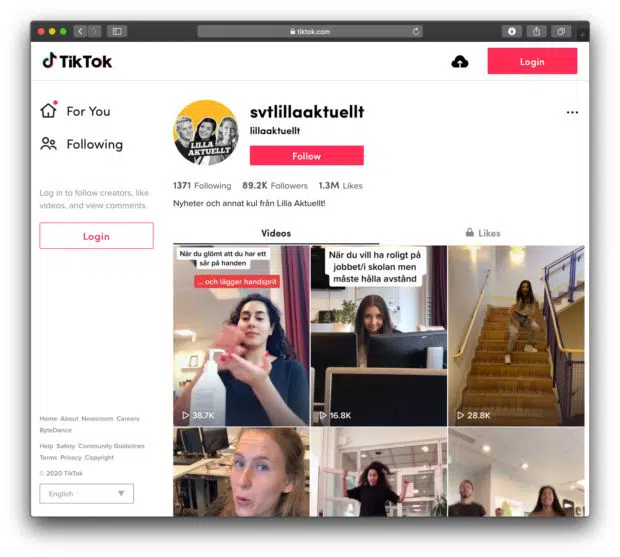 tiktok.com
TikTok
Login
For You
Following
Log in to follow creators, like
videos, and view comments.
Login
LILLA
AKTUELLT
svtlillaaktuellt
lillaaktuellt
Follow
1371 Following 89.2K Followers 1.3M Likes
Nyheter och annat kul från Lilla Aktuellt!
Videos
Likes
När du glömt att du har ett
sår på handen
... och lägger handsprit
38.7K
När du vill ha roligt på
jobbet/i skolan men
måste hålla avstånd
16.8K
28.8K
Home About Newsroom Careers
ByteDance
Help Safety Community Guidelines
Terms Privacy Copyright
© 2020 TikTok
English